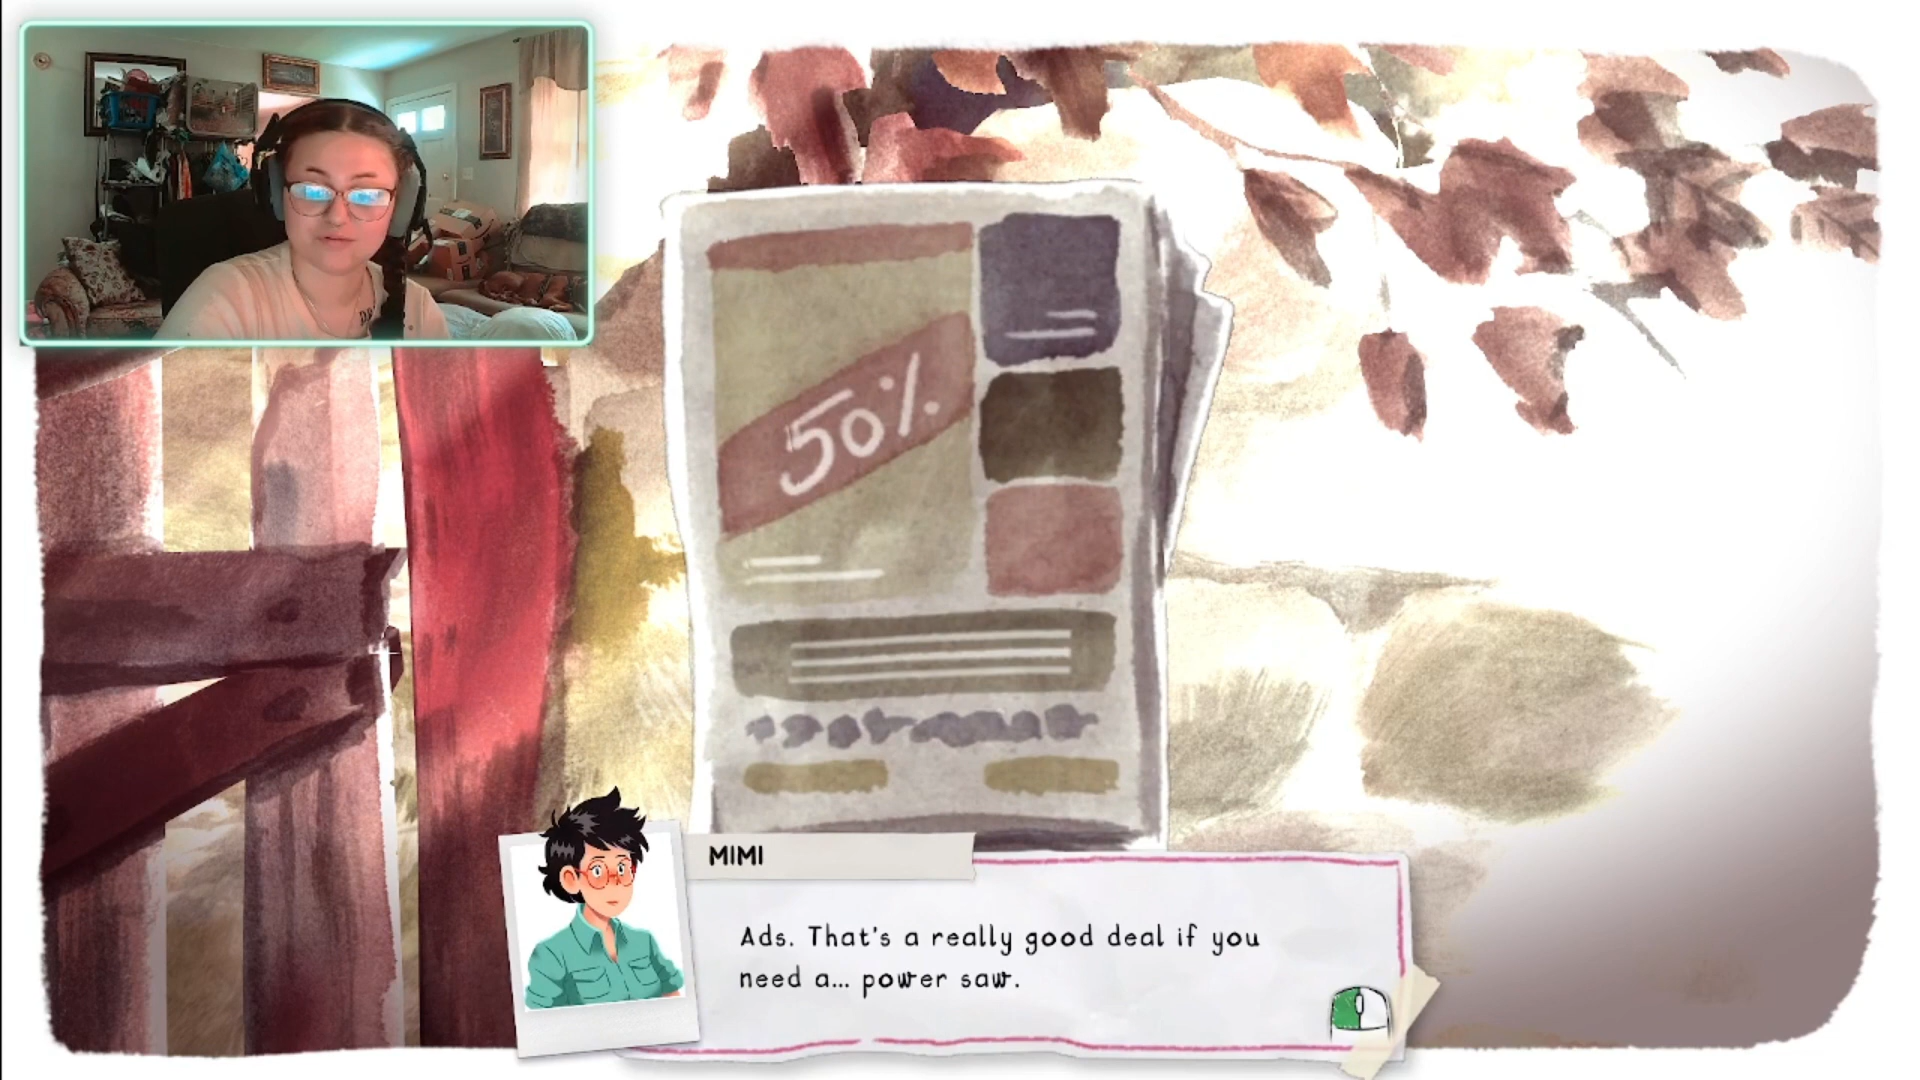 50%
MIMI
Ads. That's a really good deal if you
need a... power saw.